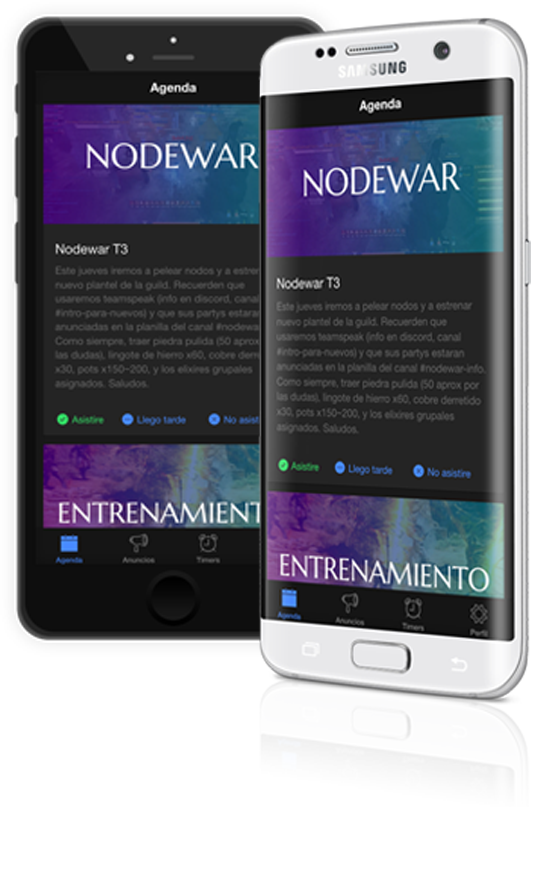 Agenda
NODEWAR
Nodewar T3
Este jueves iremos a pelear nodos y a estren
nuevo plantel de la guild. Recuerden que
usaremos teamspeak (info en discord, canal
#intro-para-nuevos) y que sus partys estaran
anunciadas en la planilla del canal #nodewa
Como siempre, traer piedra pulida (50 aprox
las dudas), lingote de hierro x60, cobre derre
x30, pots x150~200, y los elixires grupales
asignados. Saludos.
Asistire
Llego tarde
No asist
ENTRENAMIENT
Agenda
Anuncios
Timers
SAMSUNG
Agenda
NODEWAR
Nodewar T3
Este jueves iremos a pelear nodos y a estrenar
nuevo plantel de la guild. Recuerden que
usaremos teamspeak (info en discord, canal
#intro-para-nuevos) y que sus partys estaran
anunciadas en la planilla del canal #nodewar-info.
Como siempre, traer piedra pulida (50 aprox por
las dudas), lingote de hierro x60, cobre derretido
x30, pots x150~200, y los elixires grupales
asignados. Saludos.
Asistire
Llego tarde
No asistire
ENTRENAMIENTO
Agenda
Anuncios
Timers
Perfil